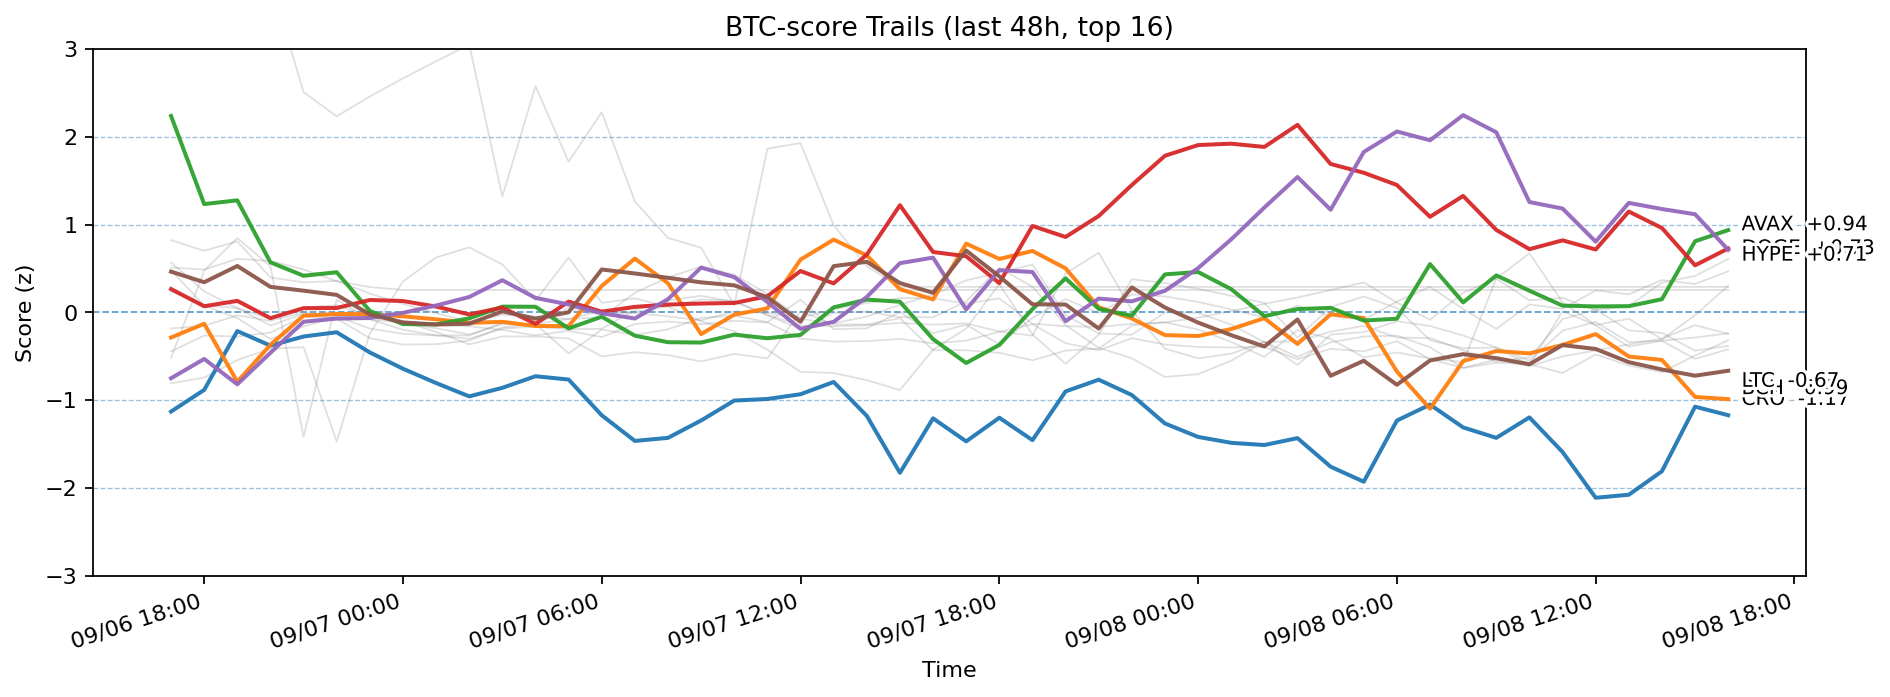 BTC-score Trails (last 48h, top 16)
Score (z)
3
2
1
0
−1
−2
−3
AVAX +0.94
HYPE +0.71
LTC -0.67
CRO -1.17
09/06 18:00
09/07 00:00
09/07 06:00
09/07 12:00
09/07 18:00
09/08 00:00
09/08 06:00
09/08 12:00
09/08 18:00
Time